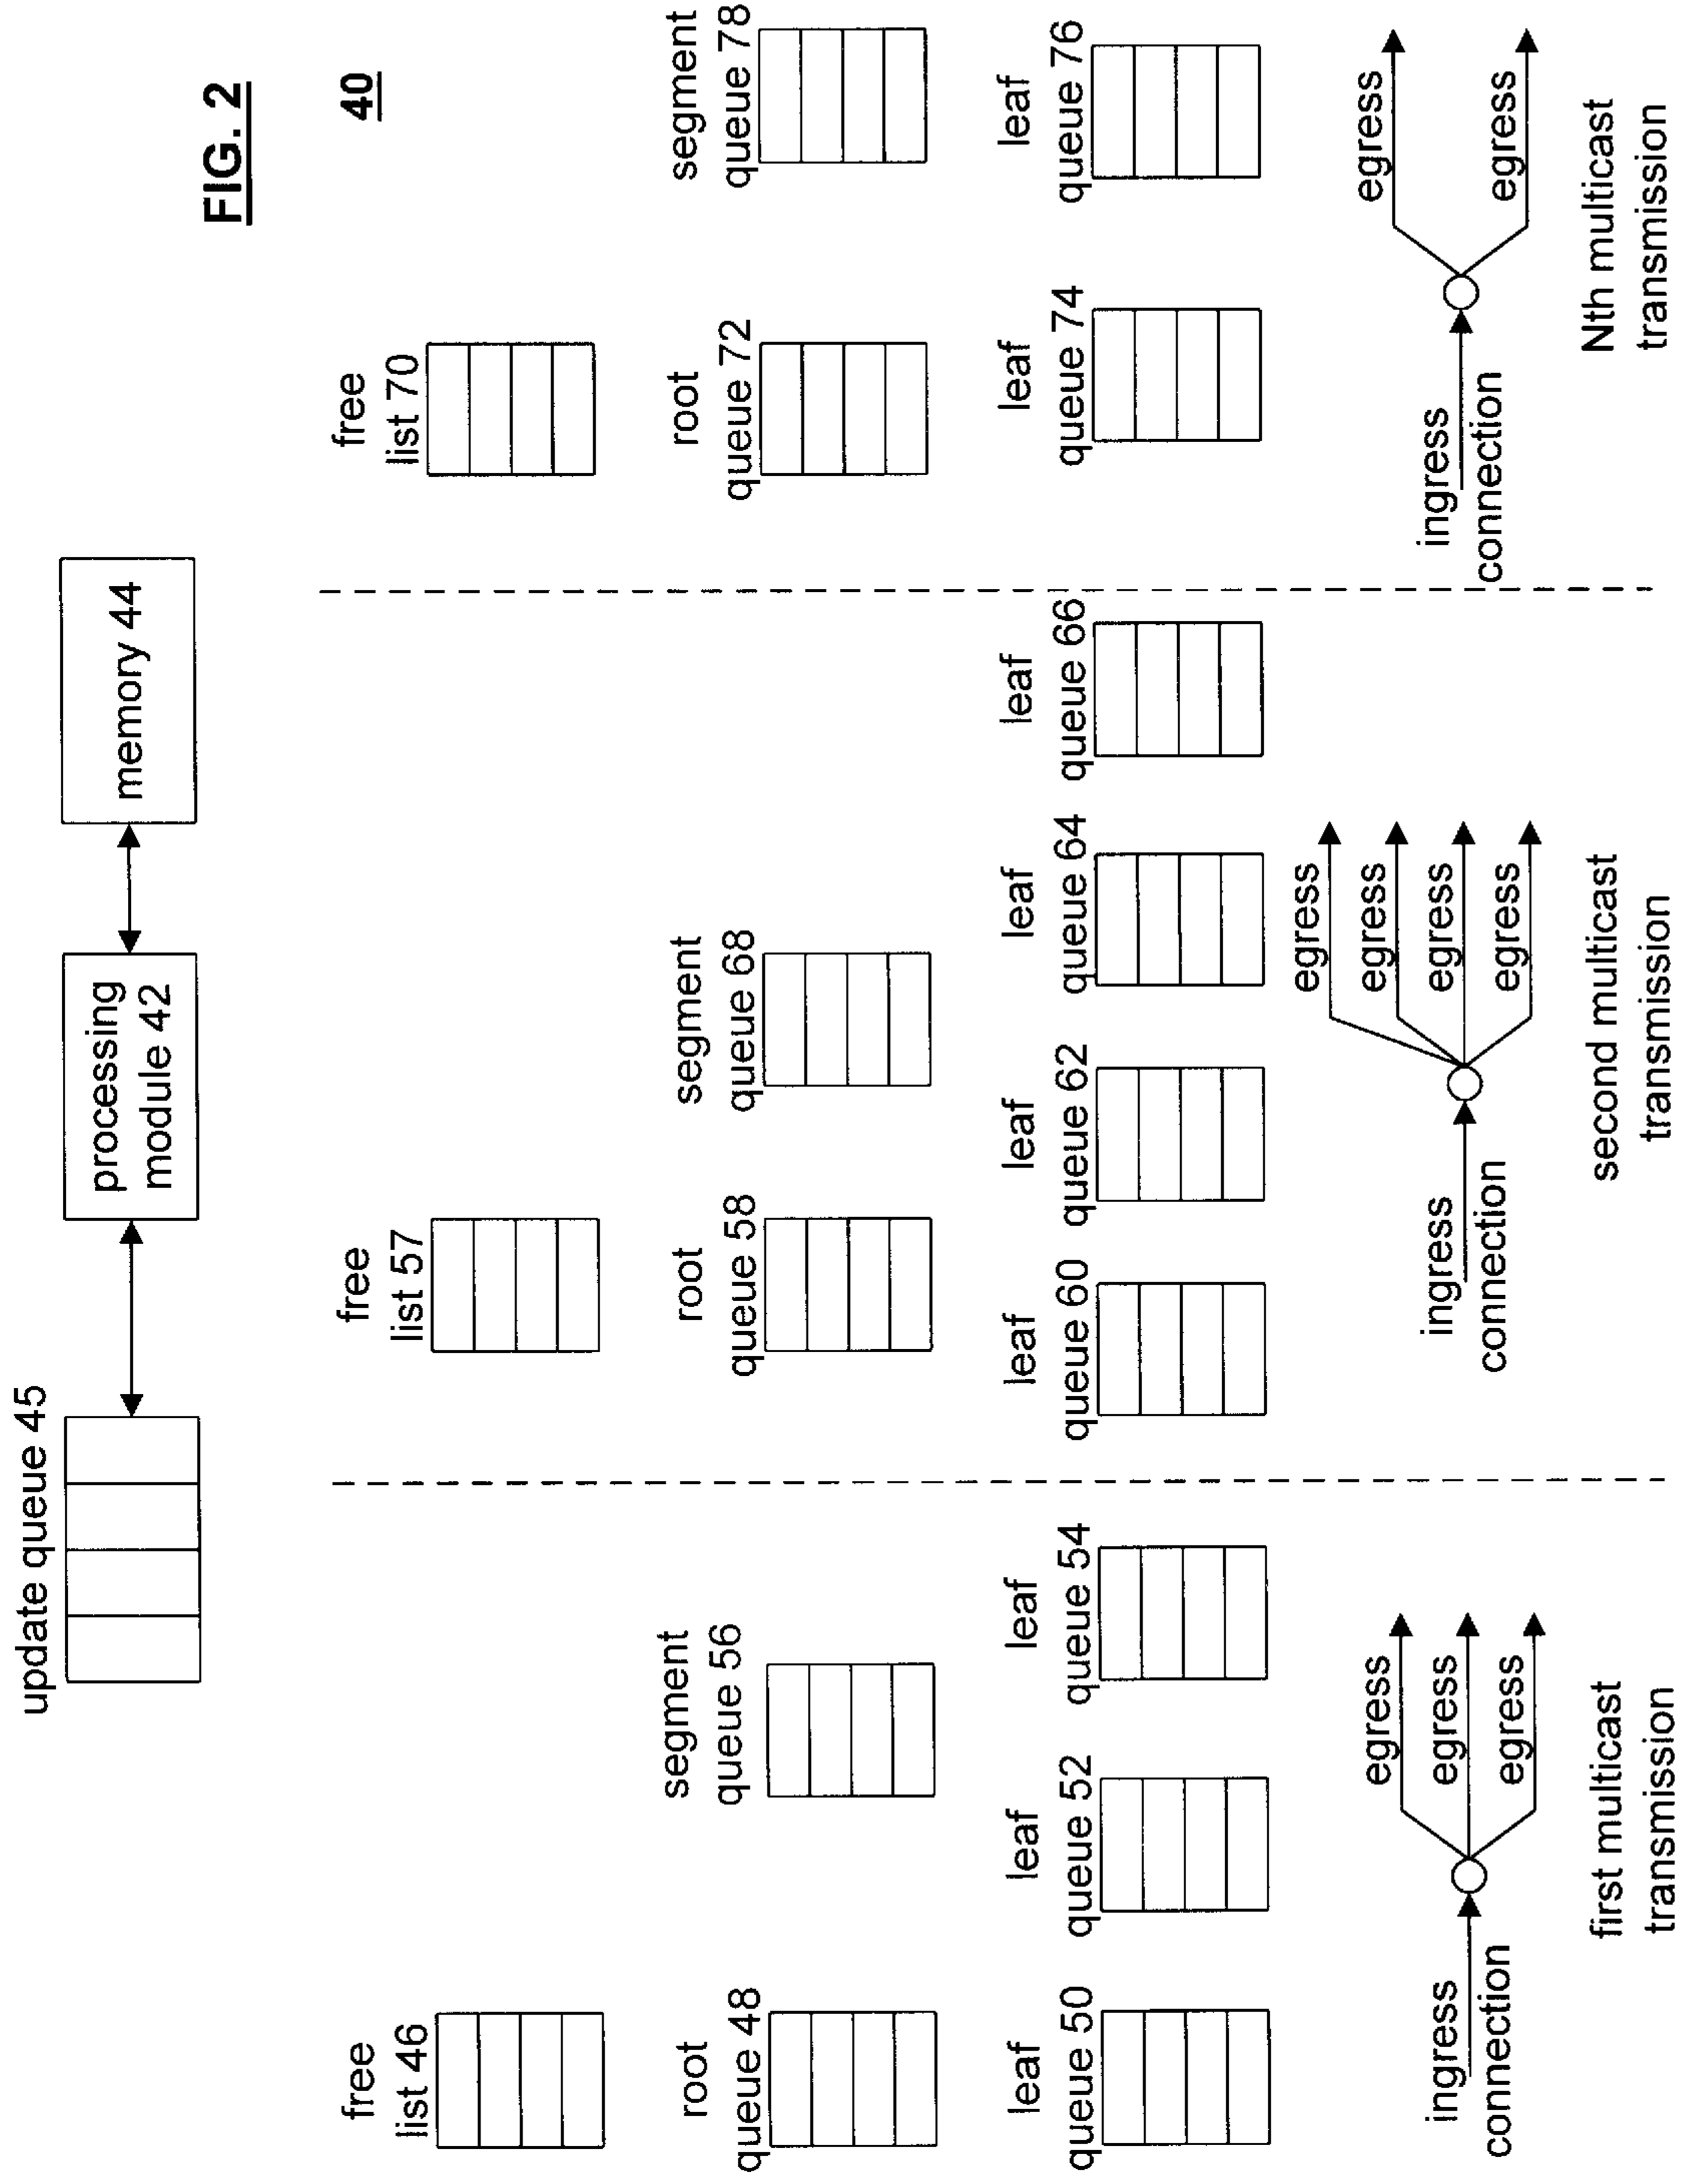 FIG. 2
40
update queue 45
processing
module 42
memory 44
free
list 46
root
queue 48
segment
queue 56
leaf
queue 50
leaf
queue 52
leaf
queue 54
ingress
connection
egress
egress
egress
first multicast
transmission
free
list 57
root
queue 58
segment
queue 68
leaf
queue 60
leaf
queue 62
leaf
queue 64
leaf
queue 66
ingress
connection
egress
egress
egress
egress
second multicast
transmission
free
list 70
root
queue 72
segment
queue 78
leaf
queue 74
leaf
queue 76
ingress
connection
egress
egress
Nth multicast
transmission